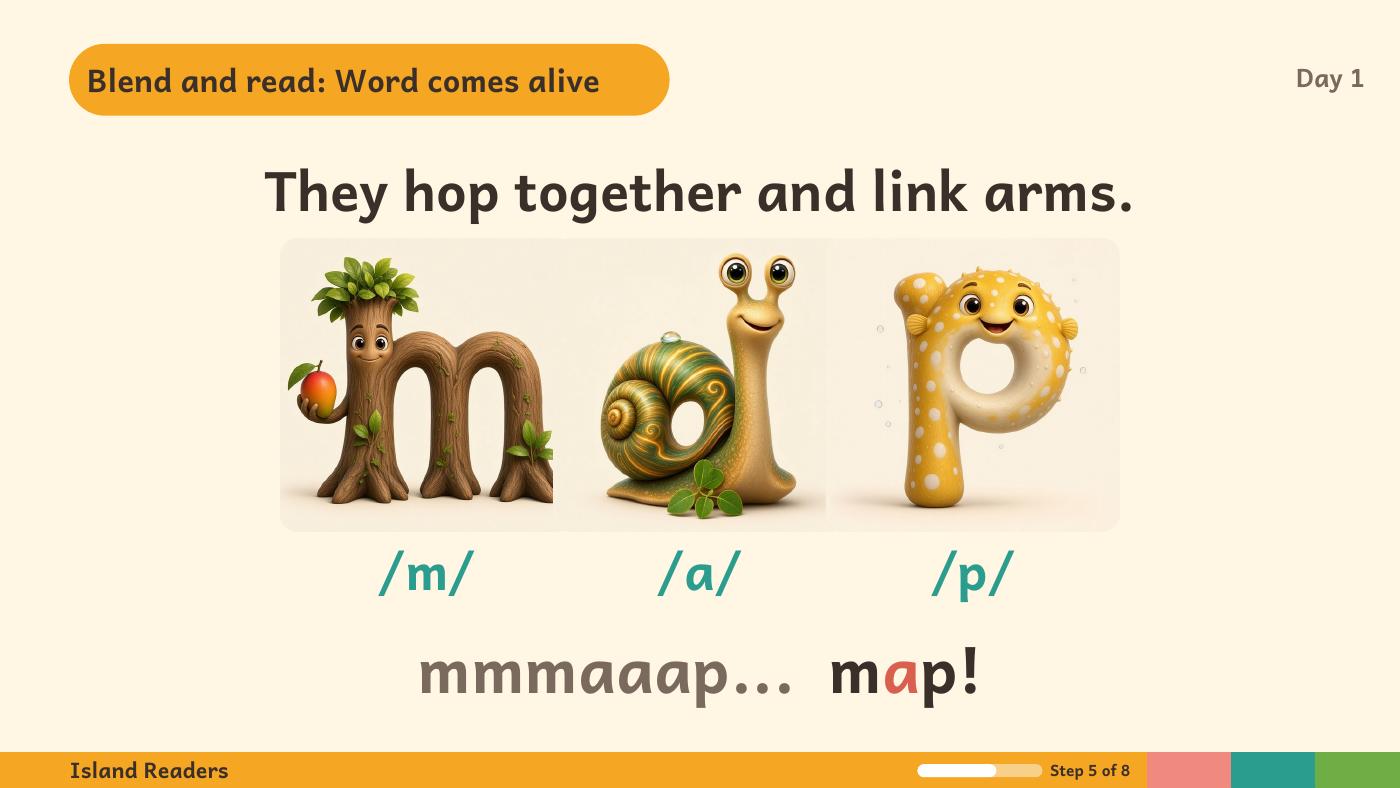 Blend and read: Word comes alive
Day 1
They hop together and link arms.
m a p
/m/ /a/ /p/
mmmaaap... map!
Island Readers
Step 5 of 8